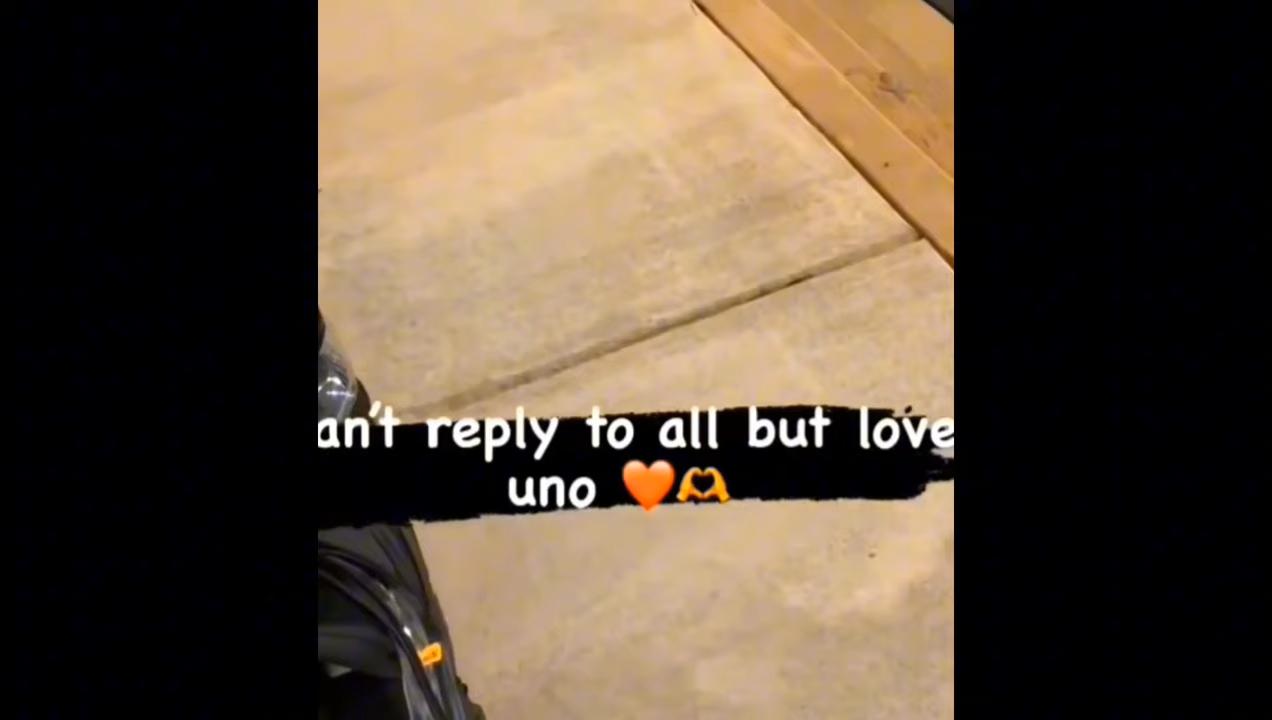 an't reply to all but love
uno 🧡🫶